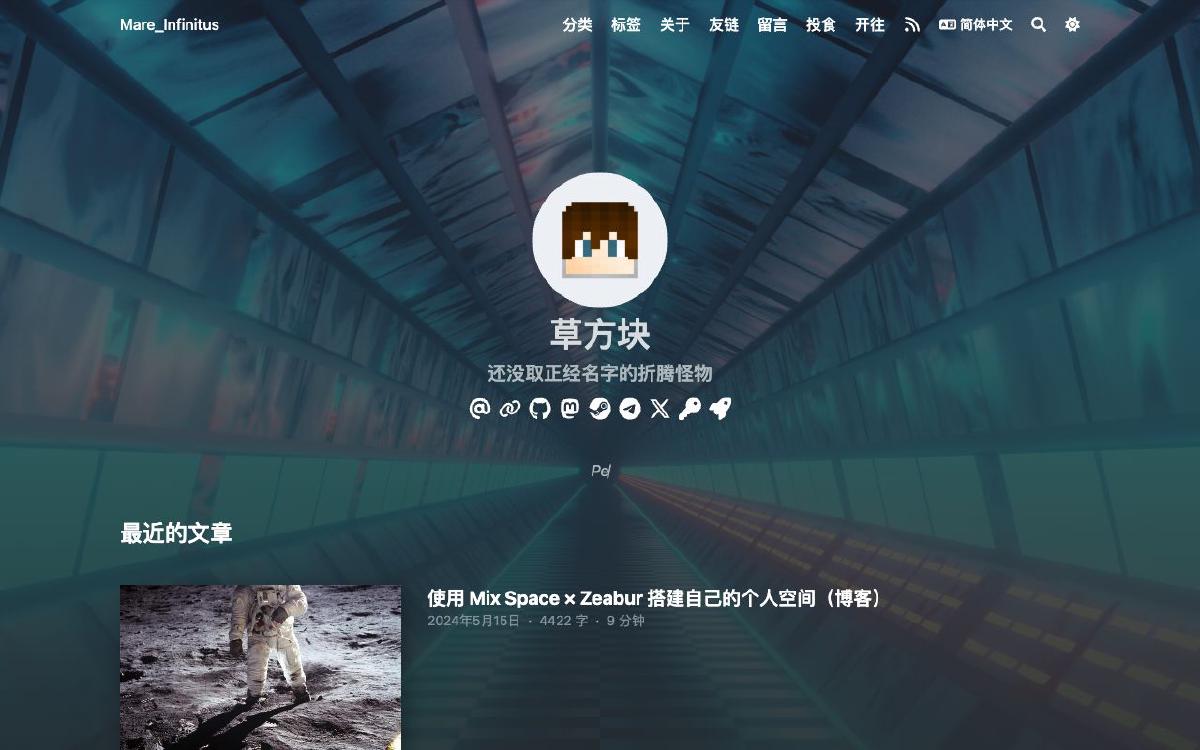 Mare_Infinitus
分类 标签 关于 友链 留言 投食 开往 简体中文
草方块
还没取正经名字的折腾怪物
Pe
最近的文章
使用 Mix Space × Zeabur 搭建自己的个人空间（博客）
2024年5月15日 · 4422 字 · 9 分钟